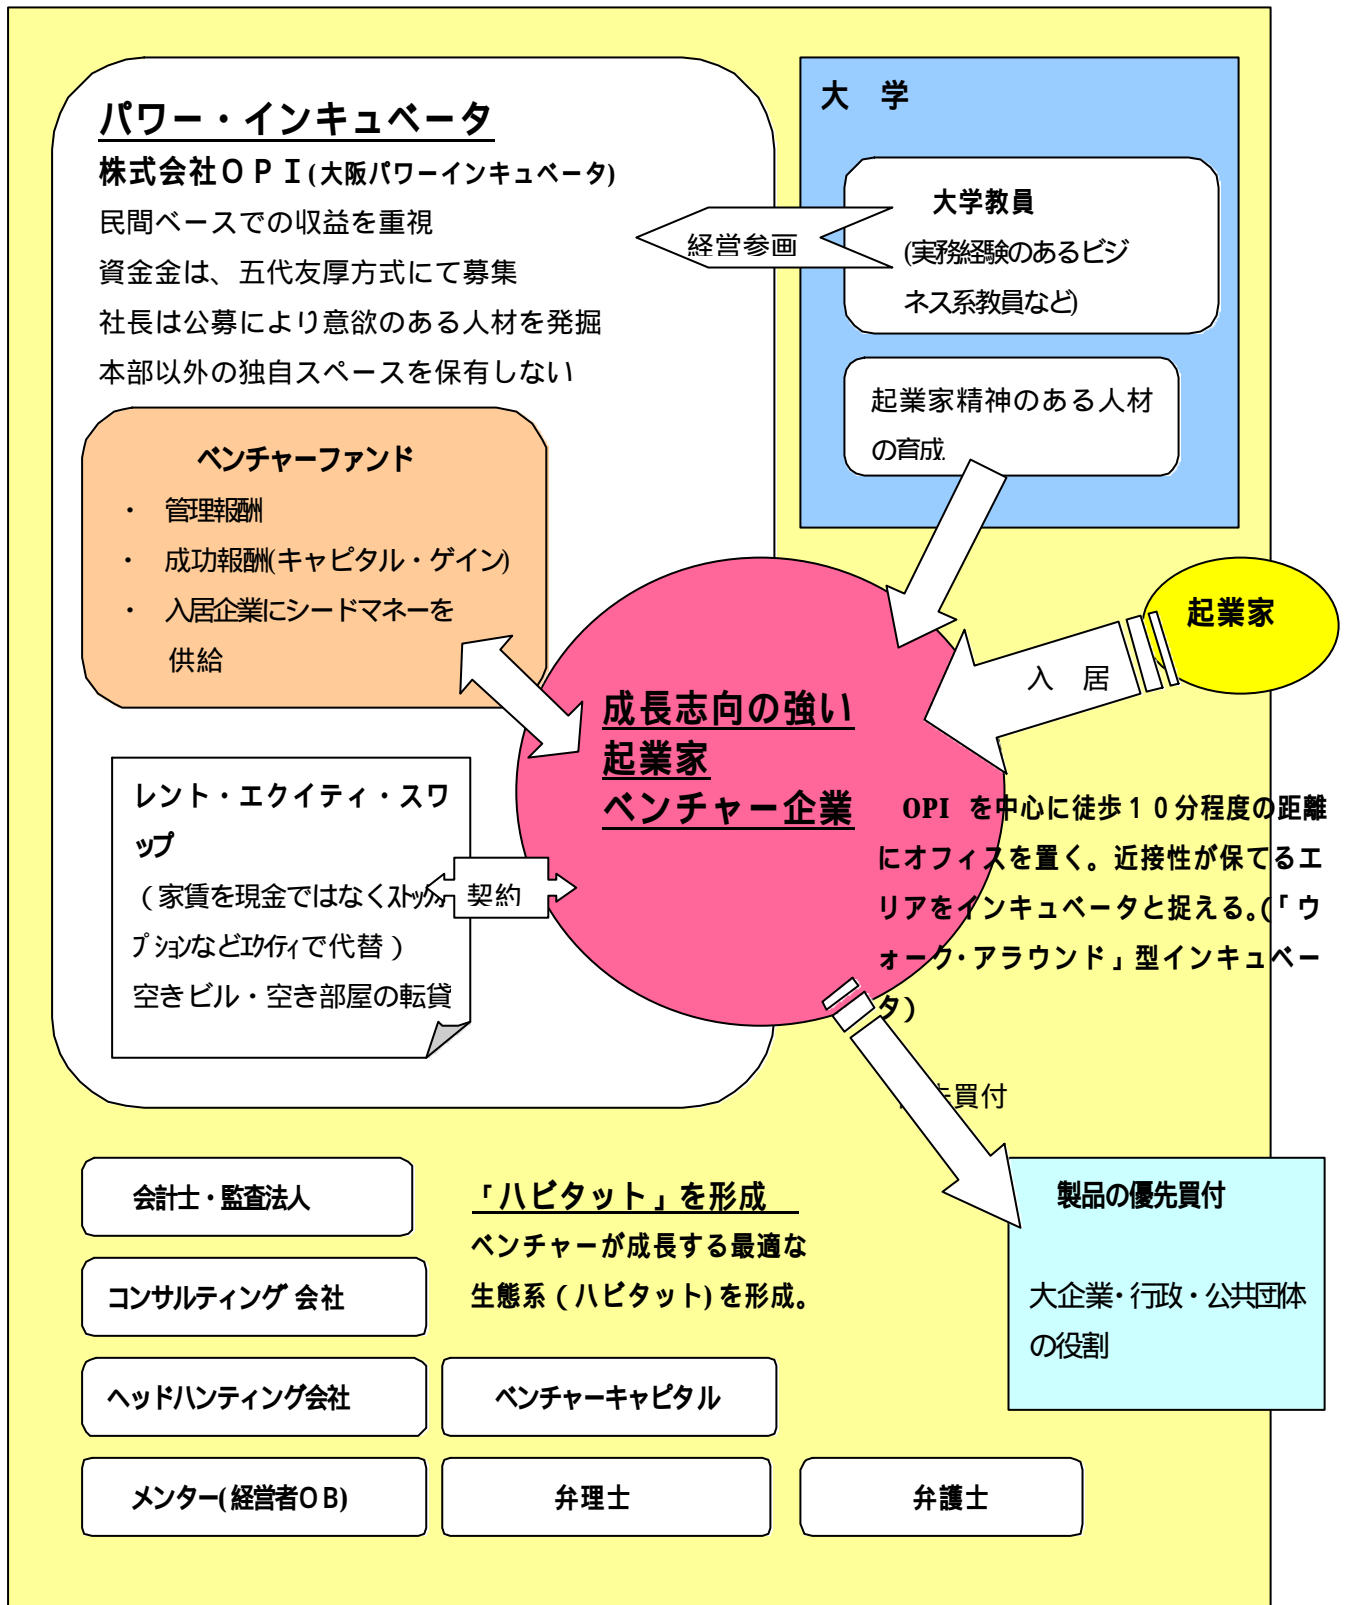 パワー・インキュベータ
株式会社ＯＰＩ(大阪パワーインキュベータ)
民間ベースでの収益を重視
資金金は、五代友厚方式にて募集
社長は公募により意欲のある人材を発掘
本部以外の独自スペースを保有しない
大　学
大学教員
(実務経験のあるビジ
ネス系教員など)
経営参画
起業家精神のある人材
の育成
ベンチャーファンド
・　管理報酬
・　成功報酬(キャピタル・ゲイン)
・　入居企業にシードマネーを
供給
起業家
入　居
成長志向の強い
起業家
ベンチャー企業
レント・エクイティ・スワ
ップ
（家賃を現金ではなくストック
プションなどエクイティで代替）
空きビル・空き部屋の転貸
契約
OPI を中心に徒歩１０分程度の距離
にオフィスを置く。近接性が保てるエ
リアをインキュベータと捉える。(「ウ
ォーク・アラウンド」型インキュベー
タ）
買付
会計士・監査法人
コンサルティング会社
ヘッドハンティング会社
メンター(経営者ＯＢ)
「ハビタット」を形成
ベンチャーが成長する最適な
生態系（ハビタット)を形成。
ベンチャーキャピタル
弁理士
弁護士
製品の優先買付
大企業・行政・公共団体
の役割